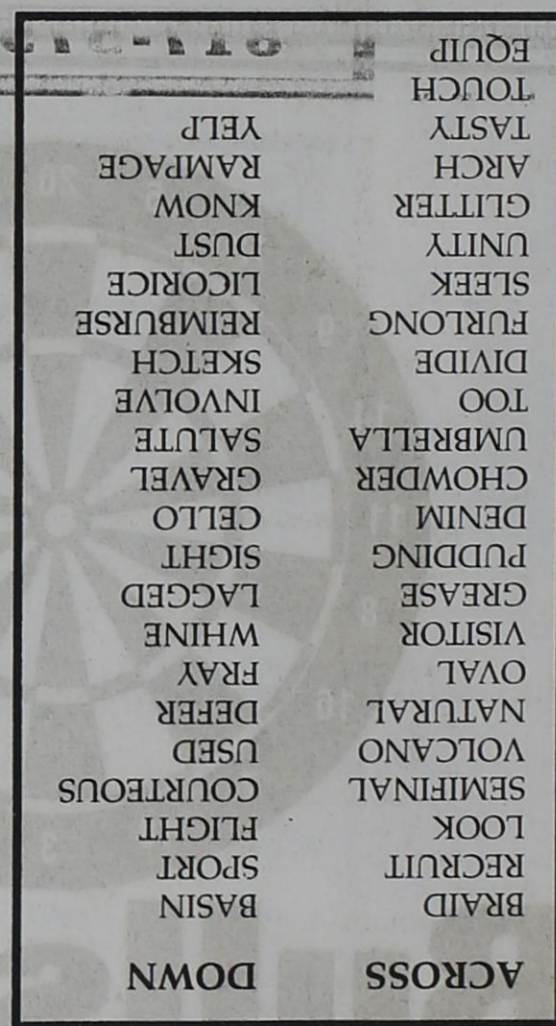 ACROSS DOWN
BRAID BASIN
RECRUIT SPORT
LOOK FLIGHT
SEMIFINAL COURTEOUS
VOLCANO USED
NATURAL DEFER
OVAL FRAY
VISITOR WHINE
GREASE LAGGED
PUDDING SIGHT
DENIM CELLO
CHOWDER GRAVEL
UMBRELLA SALUTE
TOO INVOLVE
DIVIDE SKETCH
FURLONG REIMBURSE
SLEEK LICORICE
UNITY DUST
GLITTER KNOW
ARCH RAMPAGE
TASTY YELP
TOUCH
EQUIP